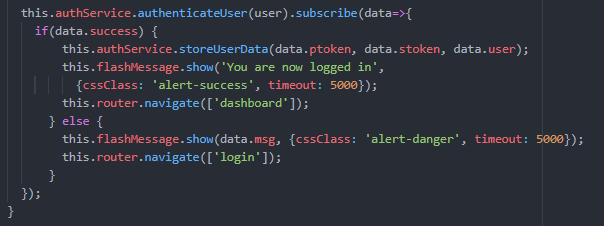 this.authService.authenticateUser(user).subscribe(data=>{
if(data.success) {
this.authService.storeUserData(data.ptoken, data.stoken, data.user);
this.flashMessage.show('You are now logged in',
{cssClass: 'alert-success', timeout: 5000});
this.router.navigate(['dashboard']);
} else {
this.flashMessage.show(data.msg, {cssClass: 'alert-danger', timeout: 5000});
this.router.navigate(['login']);
}
});
}